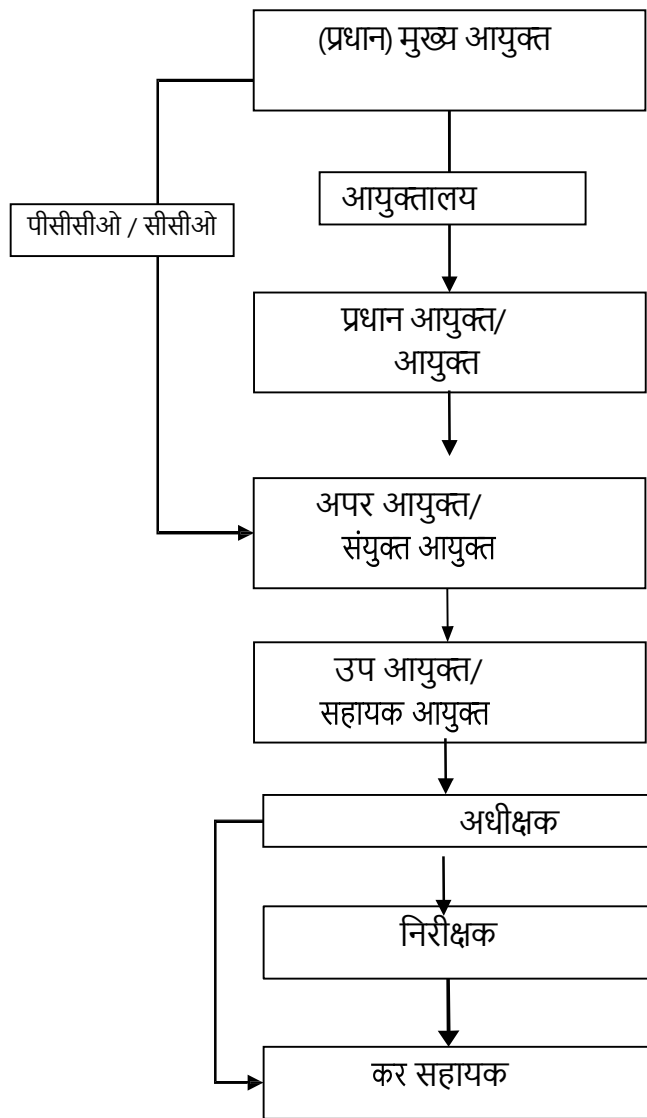 (प्रधान) मुख्य आयुक्त
आयुक्तालय
पीसीसीओ / सीसीओ
प्रधान आयुक्त/
आयुक्त
अपर आयुक्त/
संयुक्त आयुक्त
उप आयुक्त/
सहायक आयुक्त
अधीक्षक
निरीक्षक
कर सहायक